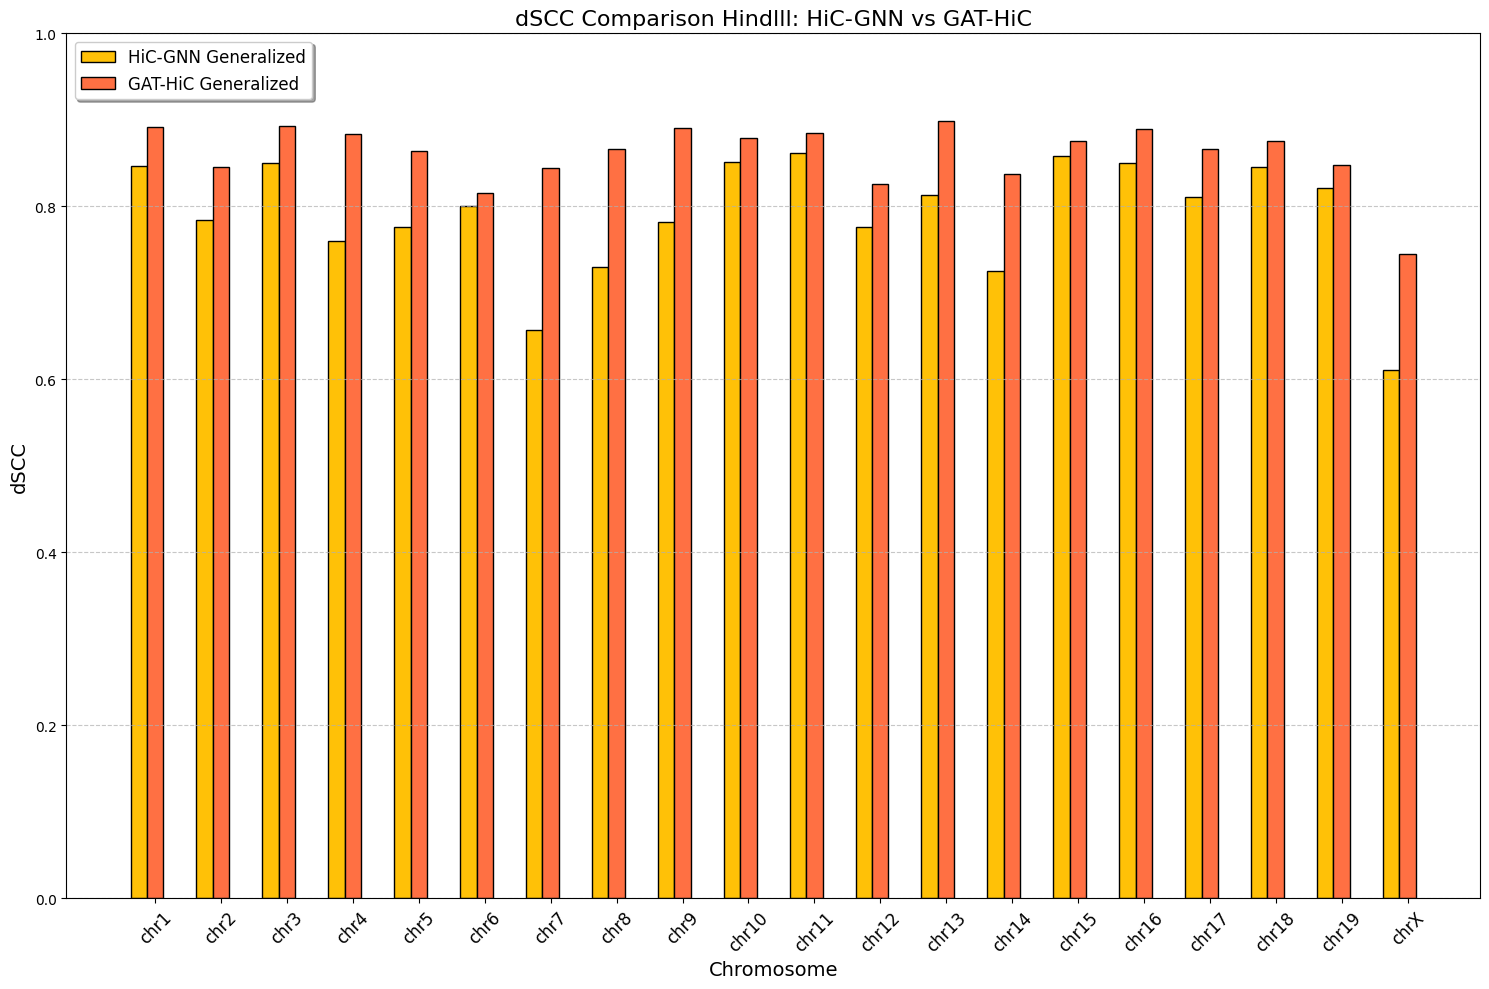 dSCC Comparison HindIII: HiC-GNN vs GAT-HiC
HiC-GNN Generalized
GAT-HiC Generalized
dSCC
1.0
0.8
0.6
0.4
0.2
0.0
chr1
chr2
chr3
chr4
chr5
chr6
chr7
chr8
chr9
chr10
chr11
chr12
chr13
chr14
chr15
chr16
chr17
chr18
chr19
chrX
Chromosome